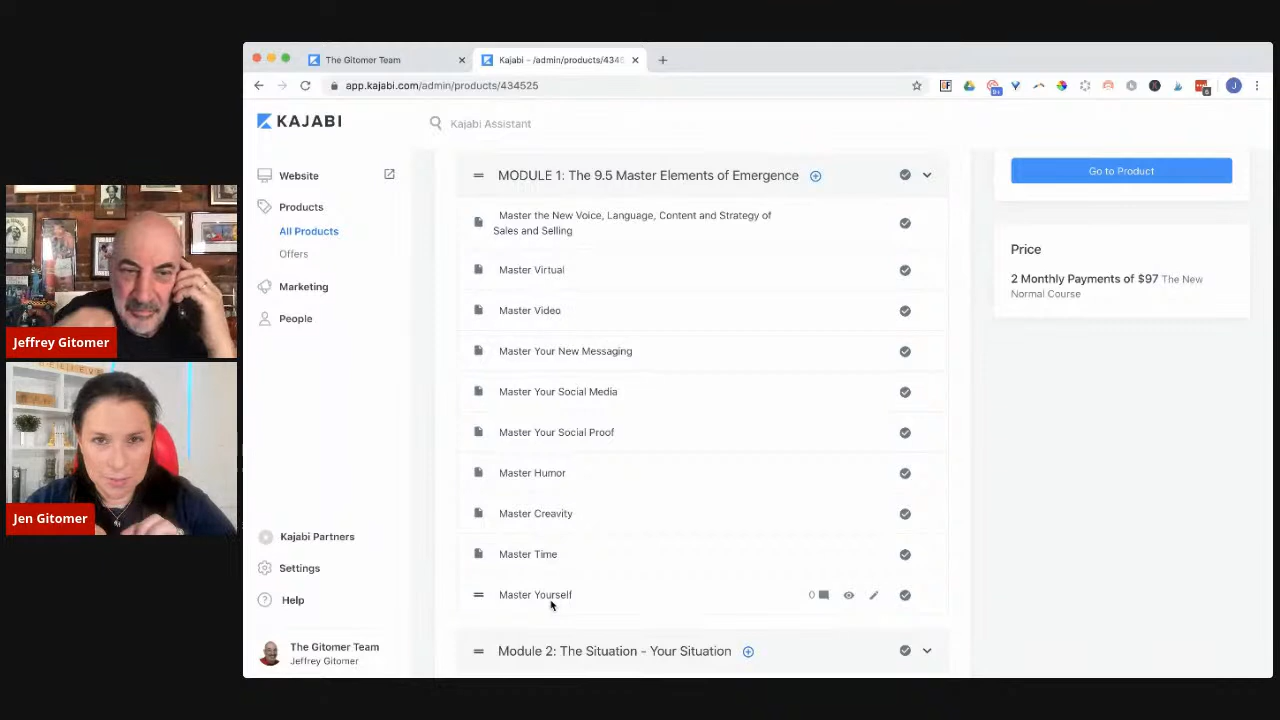 The Gitomer Team
Kajabi - /admin/products/4345
app.kajabi.com/admin/products/434525
KAJABI
Kajabi Assistant
Website
Products
All Products
Offers
Marketing
People
Kajabi Partners
Settings
Help
The Gitomer Team
Jeffrey Gitomer
MODULE 1: The 9.5 Master Elements of Emergence
Master the New Voice, Language, Content and Strategy of
Sales and Selling
Master Virtual
Master Video
Master Your New Messaging
Master Your Social Media
Master Your Social Proof
Master Humor
Master Creavity
Master Time
Master Yourself
0
Module 2: The Situation - Your Situation
Go to Product
Price
2 Monthly Payments of $97 The New
Normal Course
Jeffrey Gitomer
Jen Gitomer